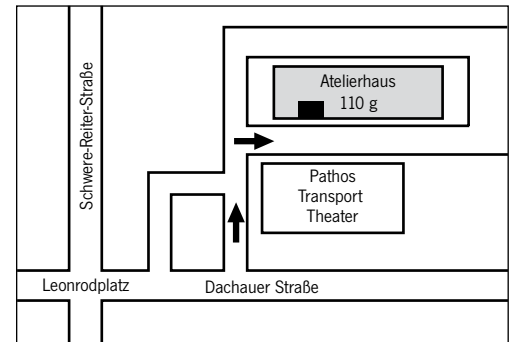 Schwere-Reiter-Straße
Atelierhaus
110 g
Pathos
Transport
Theater
Leonrodplatz
Dachauer Straße